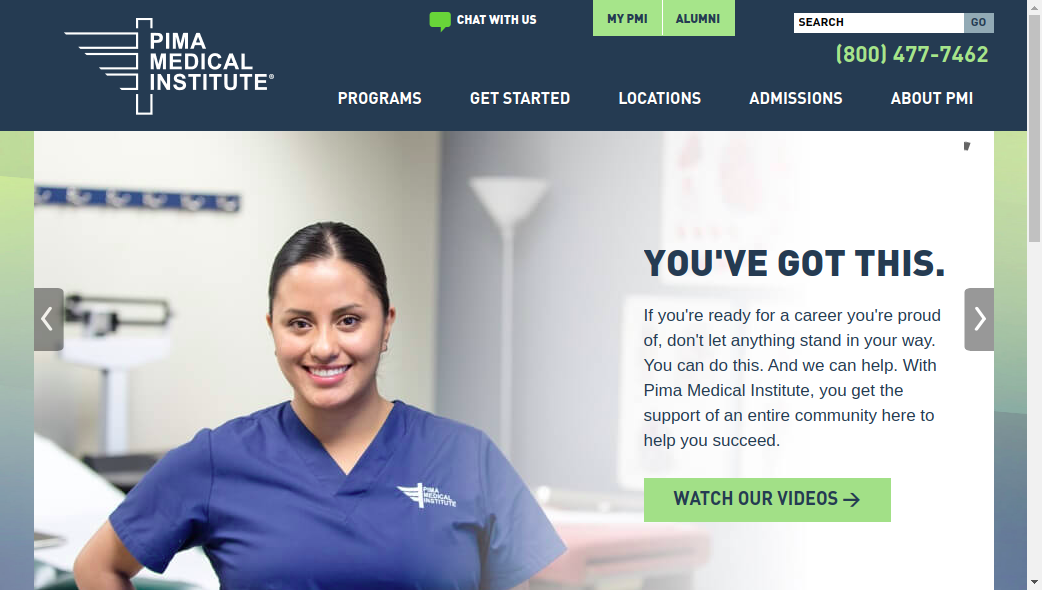 CHAT WITH US
MY PMI
ALUMNI
SEARCH
GO
PIMA
MEDICAL
INSTITUTE®
(800) 477-7462
PROGRAMS
GET STARTED
LOCATIONS
ADMISSIONS
ABOUT PMI
YOU'VE GOT THIS.
If you're ready for a career you're proud
of, don't let anything stand in your way.
You can do this. And we can help. With
Pima Medical Institute, you get the
support of an entire community here to
help you succeed.
WATCH OUR VIDEOS →
PIMA
MEDICAL
INSTITUTE